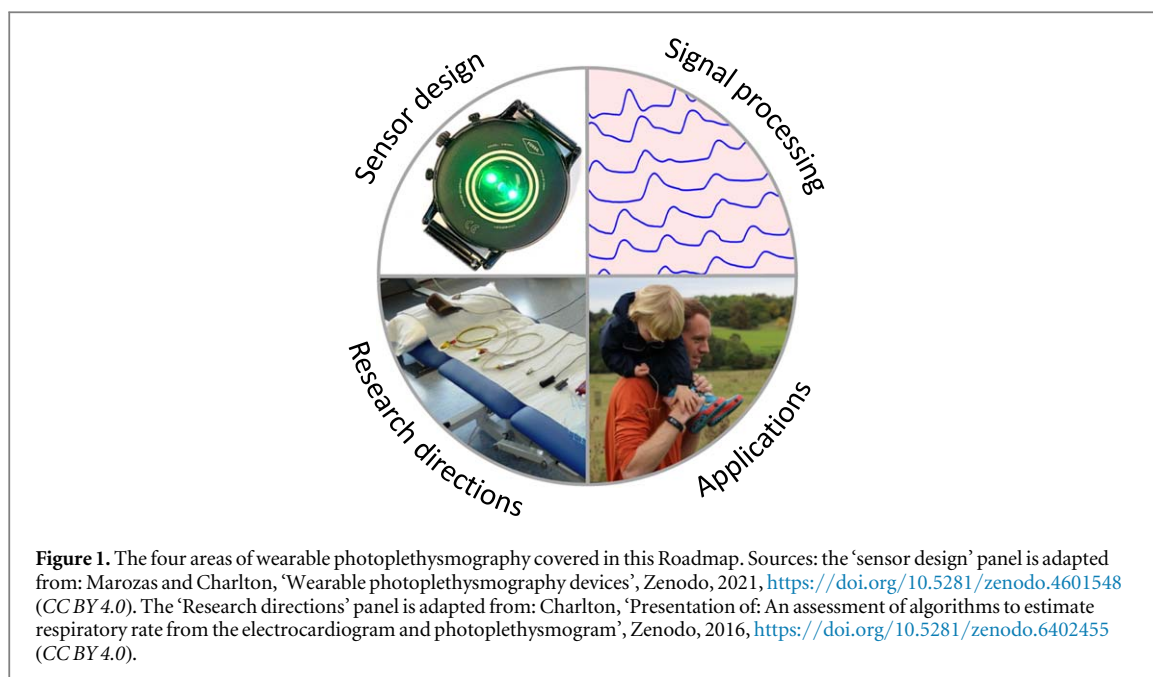 Sensor design
Signal processing
Research directions
Applications
Figure 1. The four areas of wearable photoplethysmography covered in this Roadmap. Sources: the ‘sensor design’ panel is adapted
from: Marozas and Charlton, ‘Wearable photoplethysmography devices’, Zenodo, 2021, https://doi.org/10.5281/zenodo.4601548
(CC BY 4.0). The ‘Research directions’ panel is adapted from: Charlton, ‘Presentation of: An assessment of algorithms to estimate
respiratory rate from the electrocardiogram and photoplethysmogram’, Zenodo, 2016, https://doi.org/10.5281/zenodo.6402455
(CC BY 4.0).